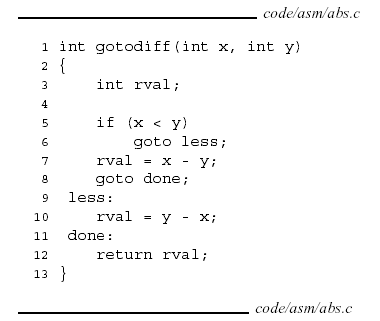 code/asm/abs.c
1 int gotodiff(int x, int y)
2 {
3     int rval;
4
5     if (x < y)
6         goto less;
7     rval = x - y;
8     goto done;
9  less:
10     rval = y - x;
11  done:
12     return rval;
13 }
code/asm/abs.c